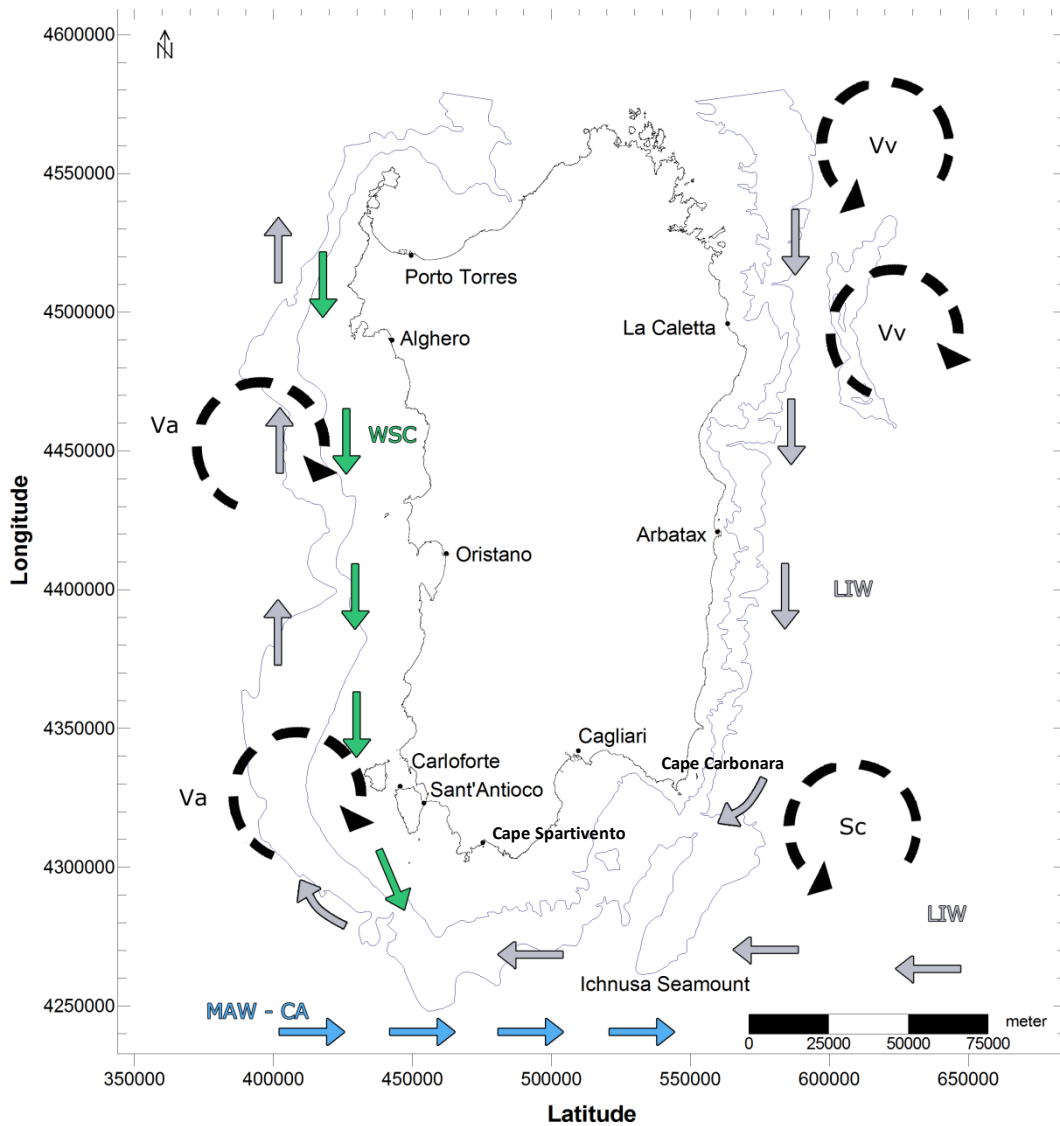 4600000
N
4550000
4500000
4450000
4400000
4350000
4300000
4250000
Longitude
Vv
Vv
Porto Torres
Alghero
La Caletta
Va
WSC
Oristano
Arbatax
LIW
Cagliari
Carloforte
Cape Carbonara
Sant'Antioco
Va
Cape Spartivento
Sc
LIW
Ichnusa Seamount
MAW - CA
meter
0 25000 50000 75000
350000 400000 450000 500000 550000 600000 650000
Latitude